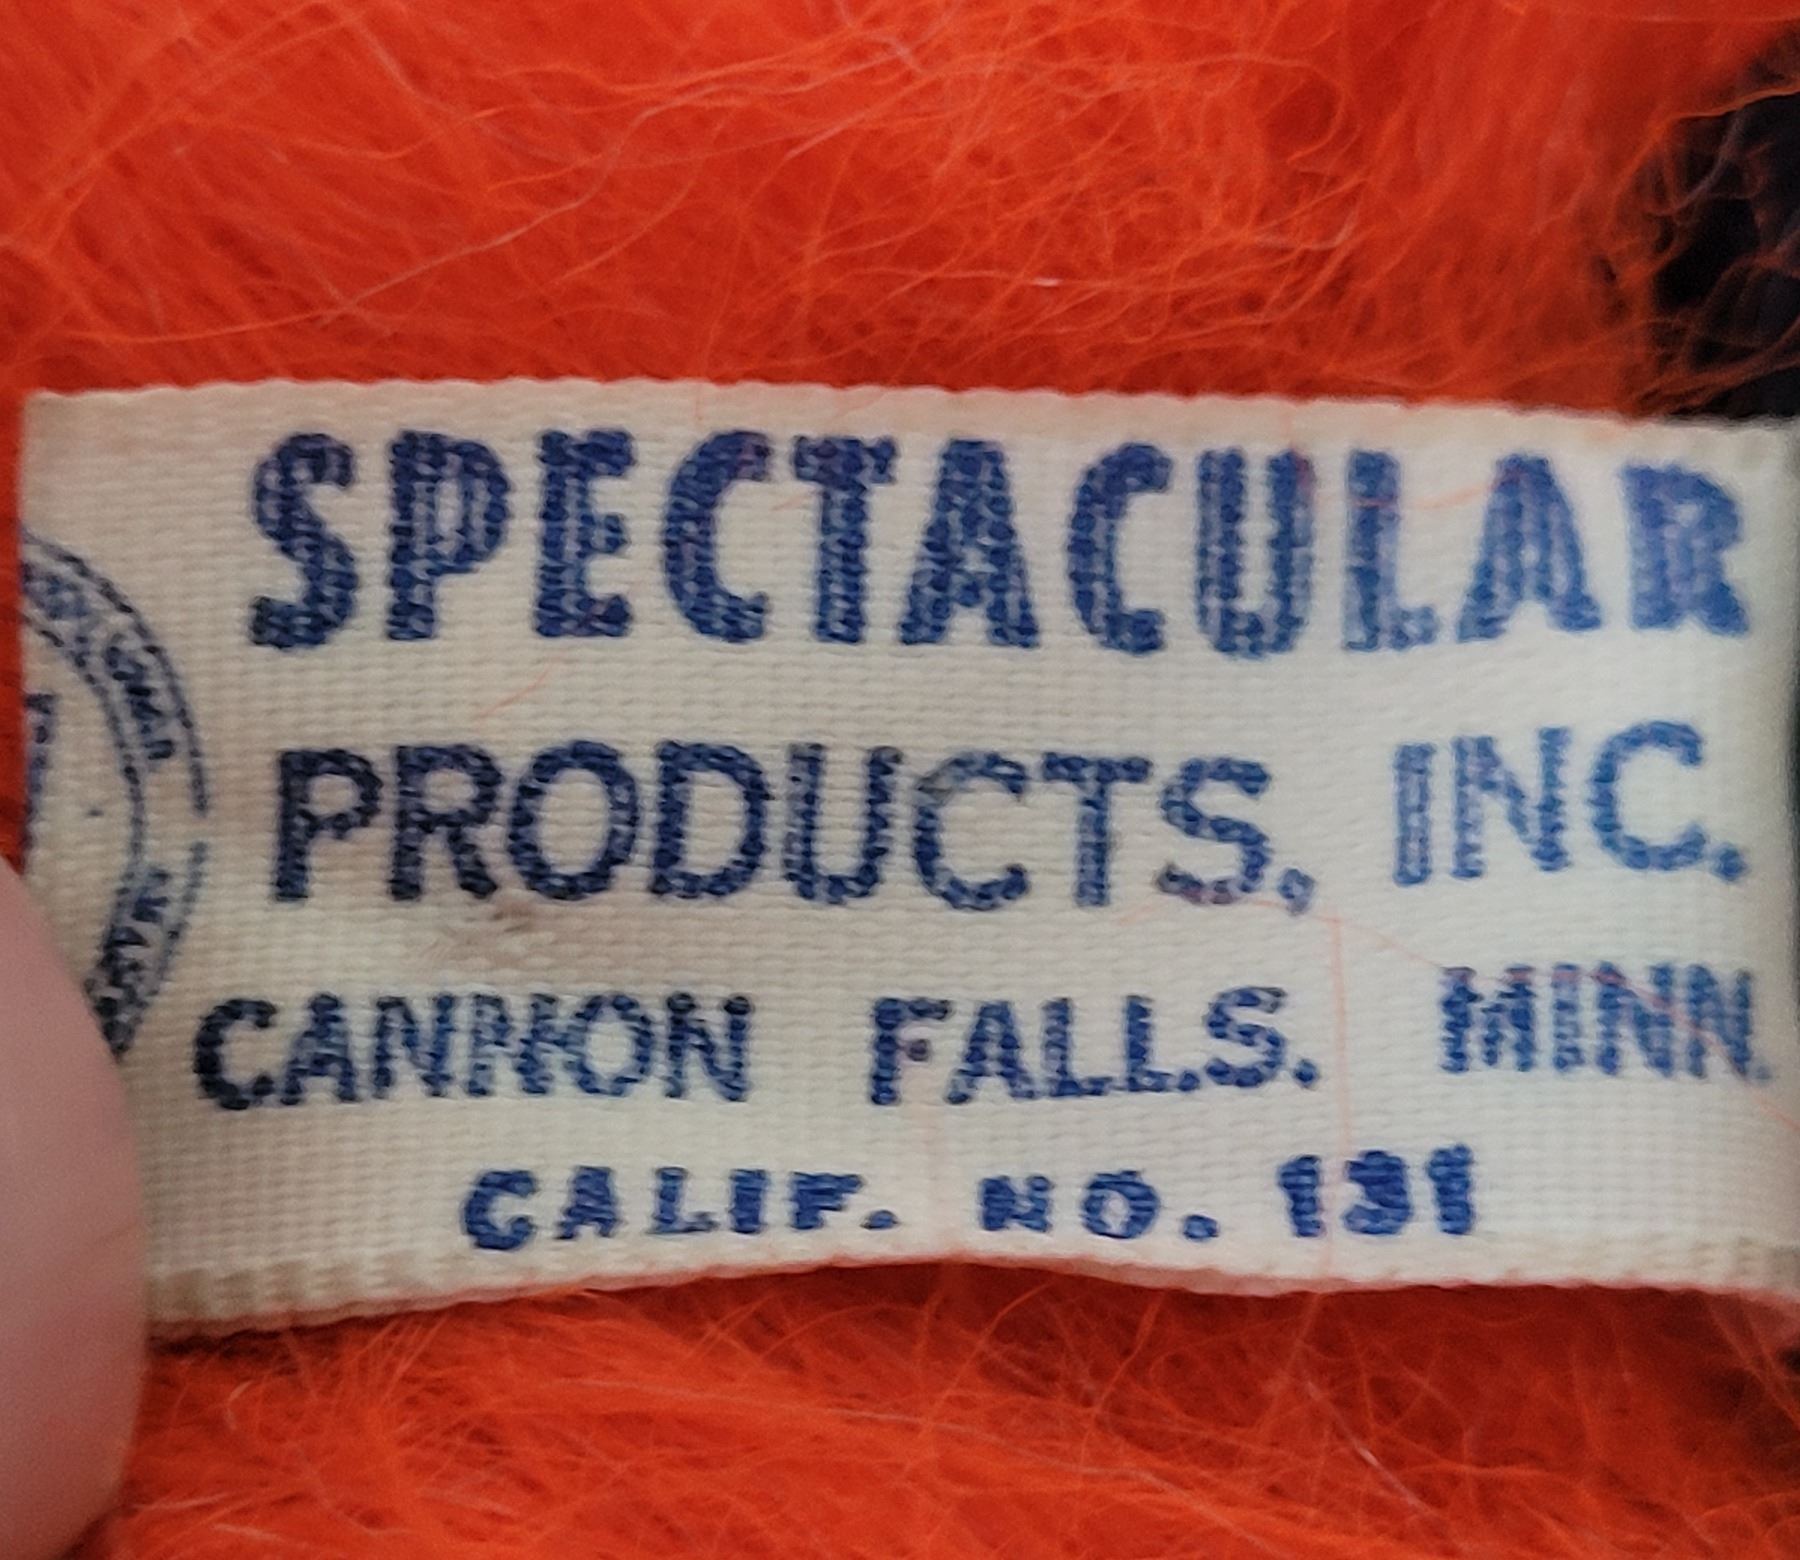 SPECTACULAR
PRODUCTS, INC.
CANNON FALLS. MINN.
CALIF. NO. 131